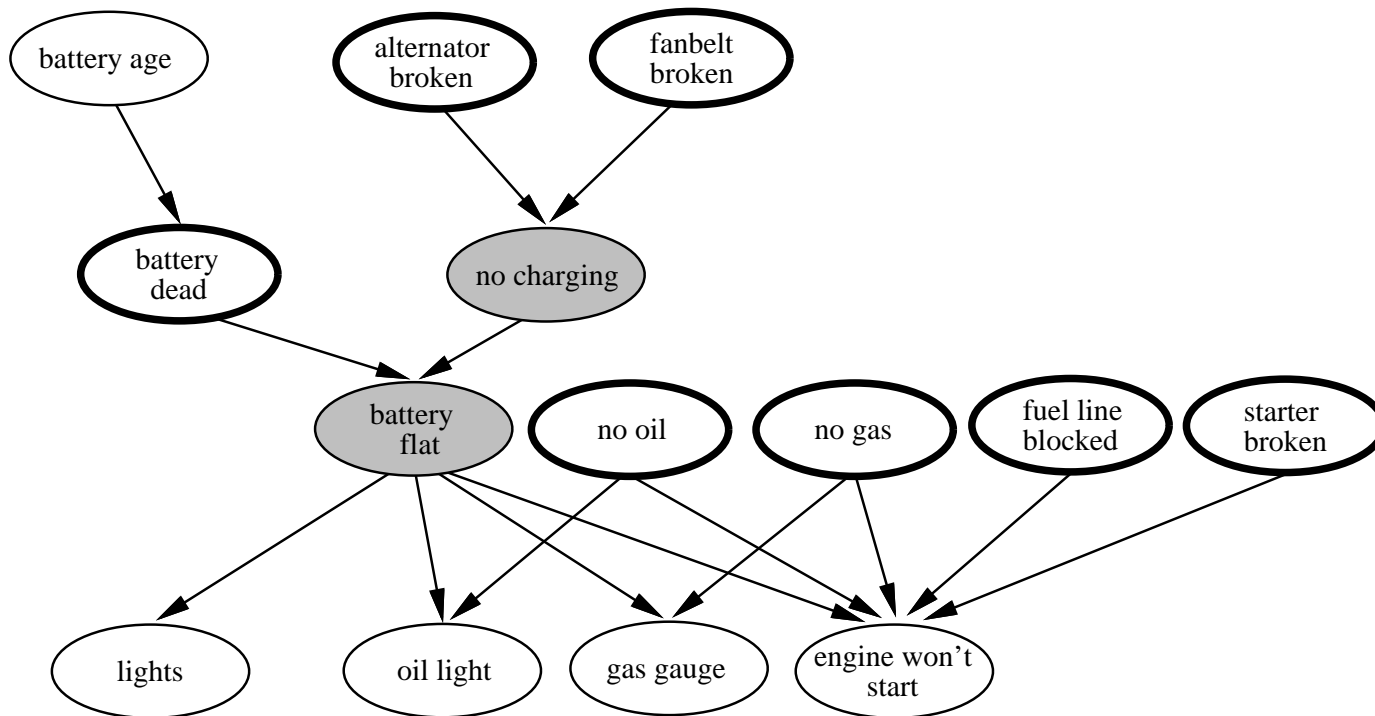 battery age
alternator
broken
fanbelt
broken
battery
dead
no charging
battery
flat
no oil
no gas
fuel line
blocked
starter
broken
lights
oil light
gas gauge
engine won’t
start